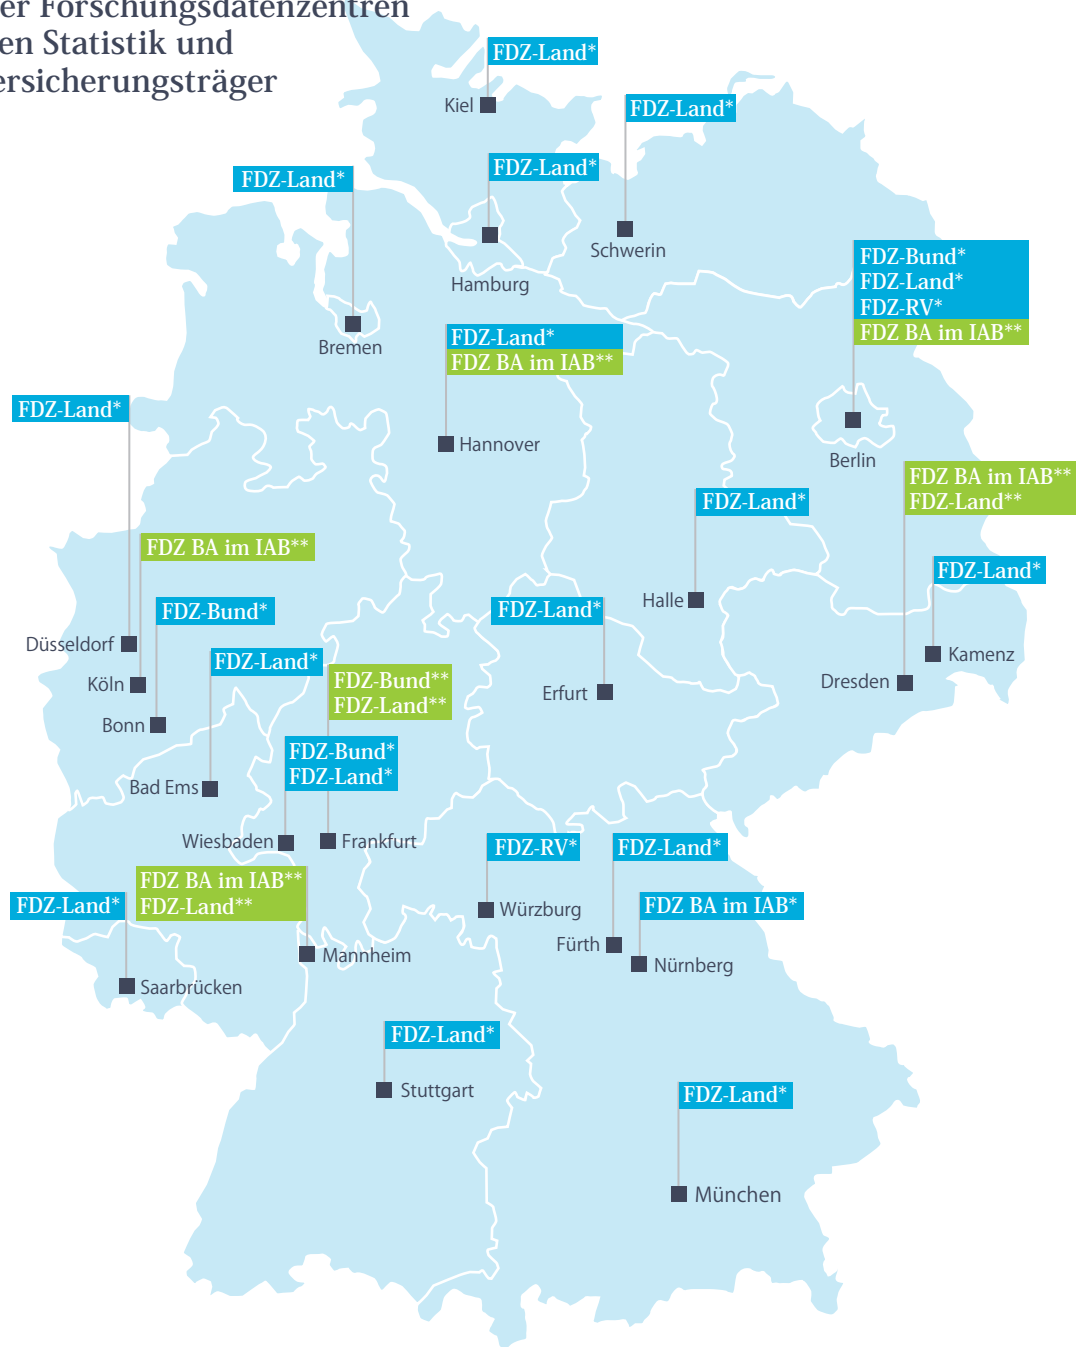 er Forschungsdatenzentren
en Statistik und
ersicherungsträger
FDZ-Land*
Kiel
FDZ-Land*
Schwerin
FDZ-Land*
Hamburg
FDZ-Land*
Bremen
FDZ-Bund*
FDZ-Land*
FDZ-RV*
FDZ BA im IAB**
Berlin
FDZ-Land*
FDZ BA im IAB**
Hannover
FDZ-Land*
Düsseldorf
FDZ BA im IAB**
Köln
FDZ-Bund*
Bonn
FDZ-Land*
Bad Ems
FDZ-Land*
Halle
FDZ BA im IAB**
FDZ-Land**
Dresden
FDZ-Land*
Kamenz
FDZ-Land*
Erfurt
FDZ-Bund**
FDZ-Land**
Frankfurt
FDZ-Bund*
FDZ-Land*
Wiesbaden
FDZ BA im IAB**
FDZ-Land**
Mannheim
FDZ-Land*
Saarbrücken
FDZ-RV*
Würzburg
FDZ-Land*
Fürth
FDZ BA im IAB*
Nürnberg
FDZ-Land*
Stuttgart
FDZ-Land*
München